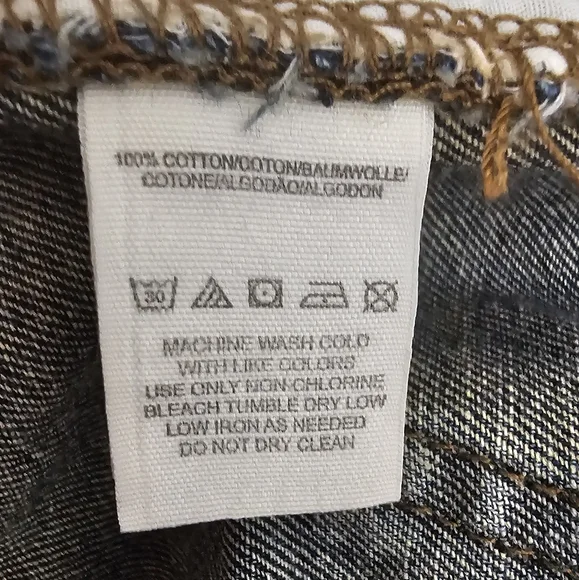 100% COTTON/COTON/BAUMWOLLE/
COTONE/ALGODÃO/ALGODON
30
MACHINE WASH COLD
WITH LIKE COLORS
USE ONLY NON-CHLORINE
BLEACH TUMBLE DRY LOW
LOW IRON AS NEEDED
DO NOT DRY CLEAN